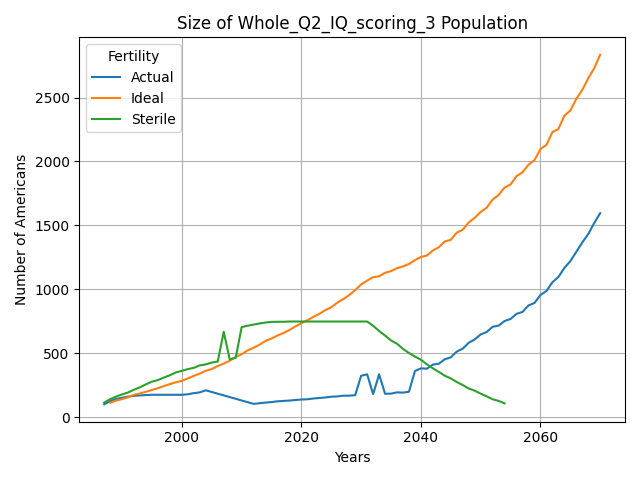 Size of Whole_Q2_IQ_scoring_3 Population
Fertility
Actual
Ideal
Sterile
Number of Americans
2500
2000
1500
1000
500
0
2000
2020
2040
2060
Years